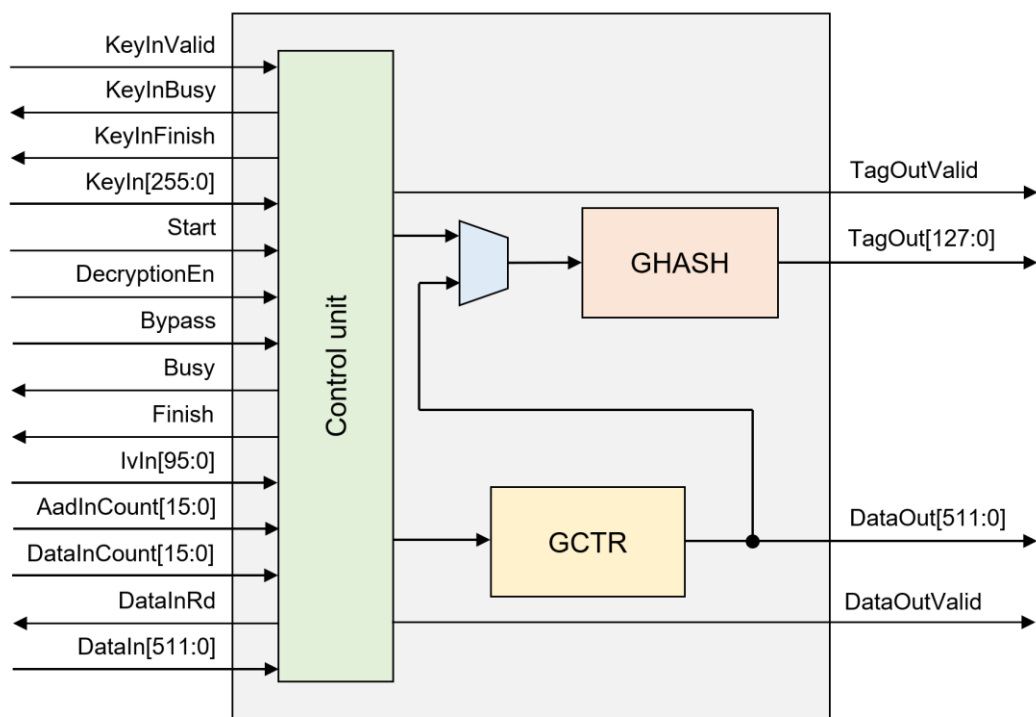 KeyInValid
KeyInBusy
KeyInFinish
KeyIn[255:0]
Start
DecryptionEn
Bypass
Busy
Finish
IvIn[95:0]
AadInCount[15:0]
DataInCount[15:0]
DataInRd
DataIn[511:0]
Control unit
GHASH
GCTR
TagOutValid
TagOut[127:0]
DataOut[511:0]
DataOutValid